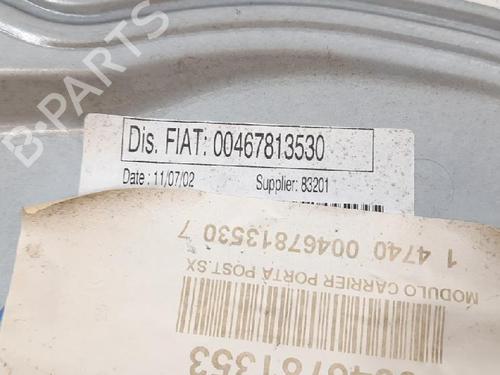 B-PARTS
Dis. FIAT: 00467813530
Date : 11/07/02 Supplier: 83201
1 4740 00467813530 7
MODULO CARRIER PORTA POST.SX
0046781353